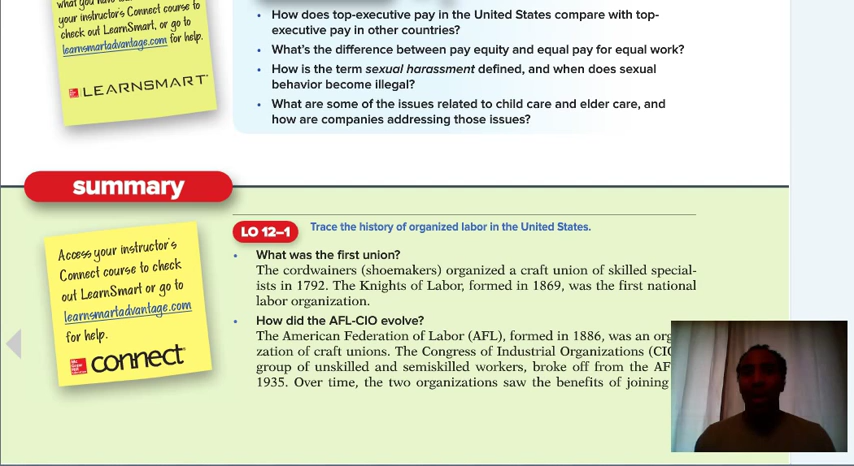 what you have
your instructor's Connect course to
check out LearnSmart, or go to
learnsmartadvantage.com for help.
LEARNSMART
• How does top-executive pay in the United States compare with top-
executive pay in other countries?
• What's the difference between pay equity and equal pay for equal work?
• How is the term sexual harassment defined, and when does sexual
behavior become illegal?
• What are some of the issues related to child care and elder care, and
how are companies addressing those issues?
summary
Access your instructor's
Connect course to check
out LearnSmart or go to
learnsmartadvantage.com
for help.
connect
LO 12–1 Trace the history of organized labor in the United States.
• What was the first union?
The cordwainers (shoemakers) organized a craft union of skilled special-
ists in 1792. The Knights of Labor, formed in 1869, was the first national
labor organization.
• How did the AFL-CIO evolve?
The American Federation of Labor (AFL), formed in 1886, was an
zation of craft unions. The Congress of Industrial Organizations
group of unskilled and semiskilled workers, broke off from the
1935. Over time, the two organizations saw the benefits of joining